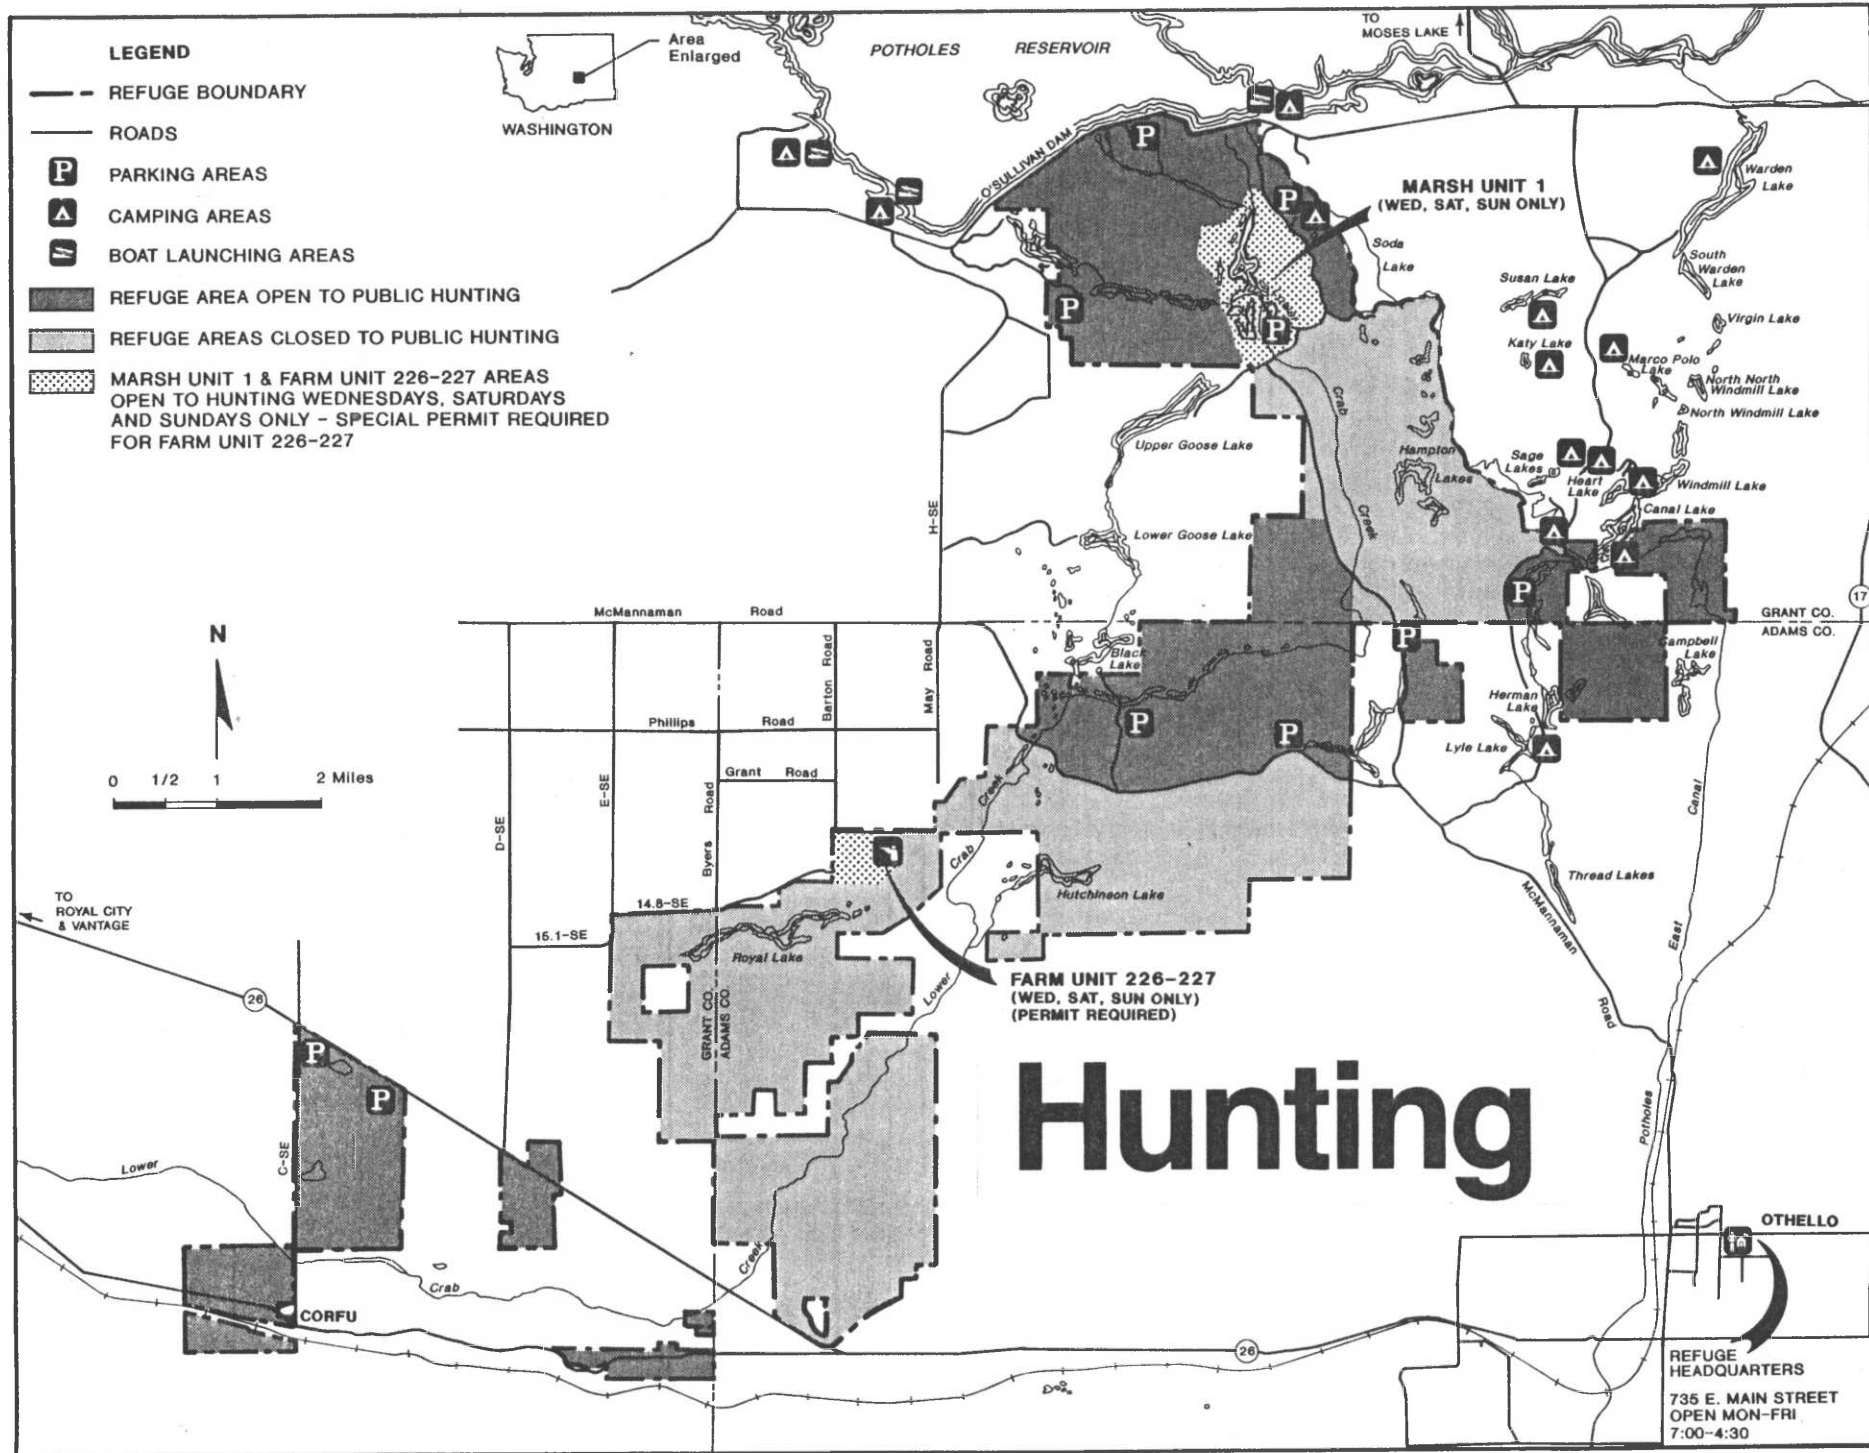 LEGEND
REFUGE BOUNDARY
ROADS
P PARKING AREAS
CAMPING AREAS
BOAT LAUNCHING AREAS
REFUGE AREA OPEN TO PUBLIC HUNTING
REFUGE AREAS CLOSED TO PUBLIC HUNTING
MARSH UNIT 1 & FARM UNIT 226-227 AREAS
OPEN TO HUNTING WEDNESDAYS, SATURDAYS
AND SUNDAYS ONLY - SPECIAL PERMIT REQUIRED
FOR FARM UNIT 226-227
Area
Enlarged
WASHINGTON
POTHOLES RESERVOIR
TO
MOSES LAKE
O'SULLIVAN DAM
P
P
P
P
MARSH UNIT 1
(WED, SAT, SUN ONLY)
Soda
Lake
Warden
Lake
South
Warden
Lake
Susan Lake
Virgin Lake
Katy Lake
Marco Polo
Lake
North North
Windmill Lake
North Windmill Lake
Upper Goose Lake
Crab
Creek
Hampton
Lakes
Sage
Lakes
Heart
Lake
Windmill Lake
Canal Lake
Lower Goose Lake
H-SE
P
17
GRANT CO.
ADAMS CO.
McMannaman Road
N
0 1/2 1 2 Miles
Barton Road
May Road
Black
Lake
P
Campbell
Lake
Herman
Lake
Phillips Road
P
P
Lyle Lake
Grant Road
E-SE
D-SE
Byers Road
Creek
Crab
Lower
Hutchinson Lake
Thread Lakes
McMannaman
Road
Potholes
East
Canal
TO
ROYAL CITY
& VANTAGE
14.8-SE
15.1-SE
Royal Lake
FARM UNIT 226-227
(WED, SAT, SUN ONLY)
(PERMIT REQUIRED)
GRANT CO.
ADAMS CO.
26
P
P
C-SE
Lower
Crab
Creek
CORFU
Hunting
26
OTHELLO
REFUGE
HEADQUARTERS
735 E. MAIN STREET
OPEN MON-FRI
7:00-4:30